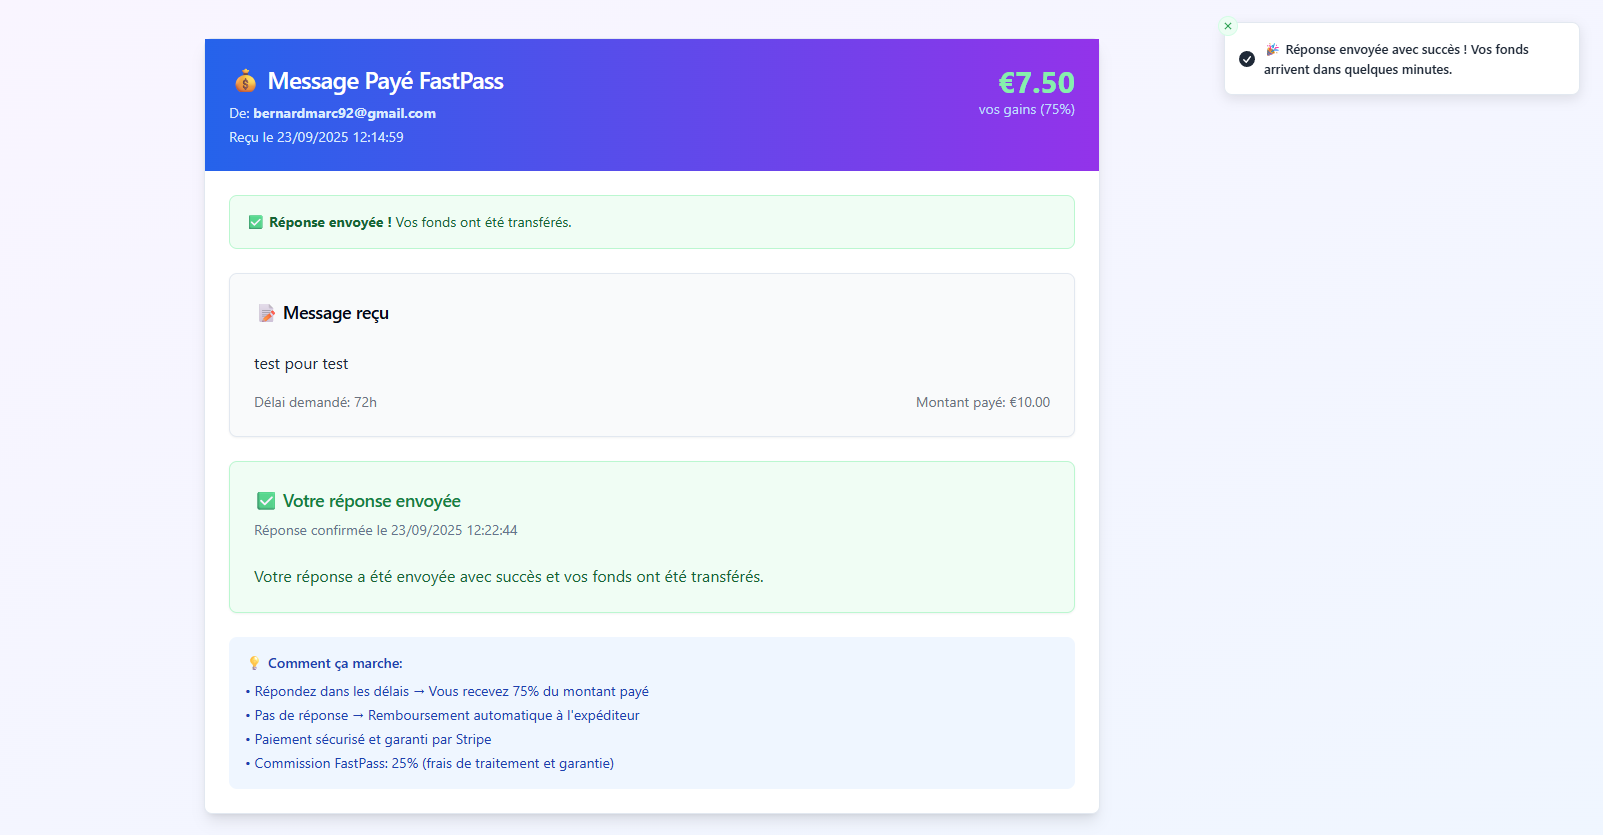 💰 Message Payé FastPass
De: bernardmarc92@gmail.com
Reçu le 23/09/2025 12:14:59
€7.50
vos gains (75%)
🎉 Réponse envoyée avec succès ! Vos fonds
arrivent dans quelques minutes.
✅ Réponse envoyée ! Vos fonds ont été transférés.
📝 Message reçu
test pour test
Délai demandé: 72h
Montant payé: €10.00
✅ Votre réponse envoyée
Réponse confirmée le 23/09/2025 12:22:44
Votre réponse a été envoyée avec succès et vos fonds ont été transférés.
💡 Comment ça marche:
• Répondez dans les délais → Vous recevez 75% du montant payé
• Pas de réponse → Remboursement automatique à l'expéditeur
• Paiement sécurisé et garanti par Stripe
• Commission FastPass: 25% (frais de traitement et garantie)